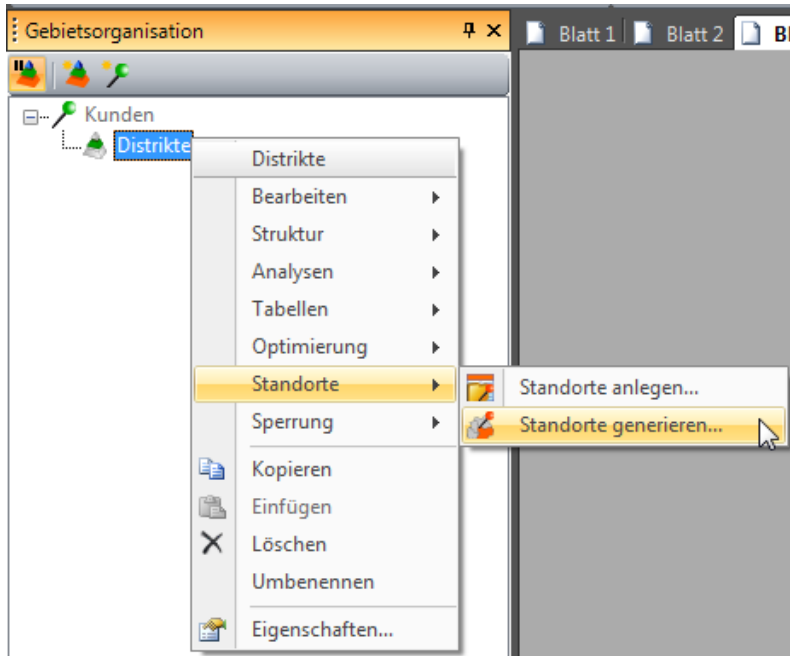 Gebietsorganisation
Blatt 1
Blatt 2
Kunden
Distrikte
Distrikte
Bearbeiten
Struktur
Analysen
Tabellen
Optimierung
Standorte
Standorte anlegen...
Sperrung
Standorte generieren...
Kopieren
Einfügen
Löschen
Umbenennen
Eigenschaften...